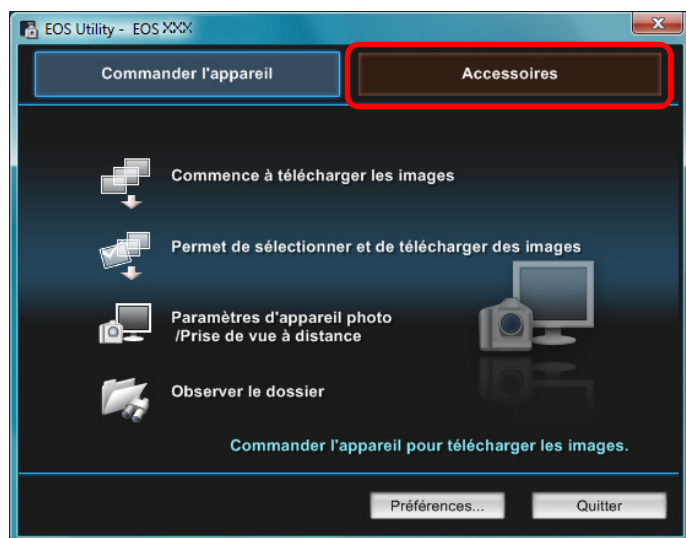 EOS Utility - EOS XXX
Commander l'appareil
Accessoires
Commence à télécharger les images
Permet de sélectionner et de télécharger des images
Paramètres d'appareil photo
/Prise de vue à distance
Observer le dossier
Commander l'appareil pour télécharger les images.
Préférences...
Quitter